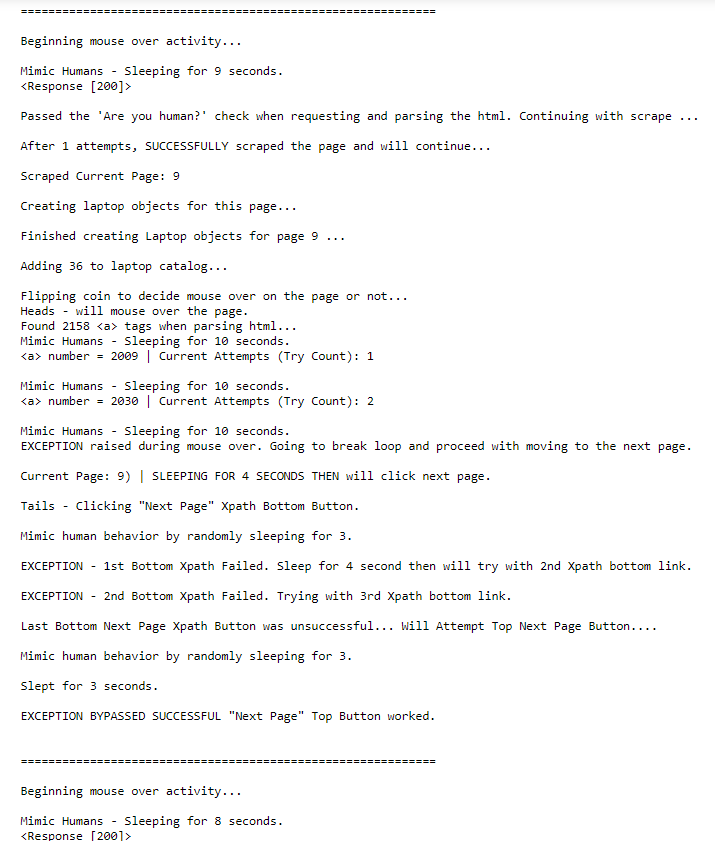 ============================================================
Beginning mouse over activity...
Mimic Humans - Sleeping for 9 seconds.
<Response [200]>
Passed the 'Are you human?' check when requesting and parsing the html. Continuing with scrape ...
After 1 attempts, SUCCESSFULLY scraped the page and will continue...
Scraped Current Page: 9
Creating laptop objects for this page...
Finished creating Laptop objects for page 9 ...
Adding 36 to laptop catalog...
Flipping coin to decide mouse over on the page or not...
Heads - will mouse over the page.
Found 2158 <a> tags when parsing html...
Mimic Humans - Sleeping for 10 seconds.
<a> number = 2009 | Current Attempts (Try Count): 1
Mimic Humans - Sleeping for 10 seconds.
<a> number = 2030 | Current Attempts (Try Count): 2
Mimic Humans - Sleeping for 10 seconds.
EXCEPTION raised during mouse over. Going to break loop and proceed with moving to the next page.
Current Page: 9) | SLEEPING FOR 4 SECONDS THEN will click next page.
Tails - Clicking "Next Page" Xpath Bottom Button.
Mimic human behavior by randomly sleeping for 3.
EXCEPTION - 1st Bottom Xpath Failed. Sleep for 4 second then will try with 2nd Xpath bottom link.
EXCEPTION - 2nd Bottom Xpath Failed. Trying with 3rd Xpath bottom link.
Last Bottom Next Page Xpath Button was unsuccessful... Will Attempt Top Next Page Button....
Mimic human behavior by randomly sleeping for 3.
Slept for 3 seconds.
EXCEPTION BYPASSED SUCCESSFUL "Next Page" Top Button worked.
============================================================
Beginning mouse over activity...
Mimic Humans - Sleeping for 8 seconds.
<Response [200]>